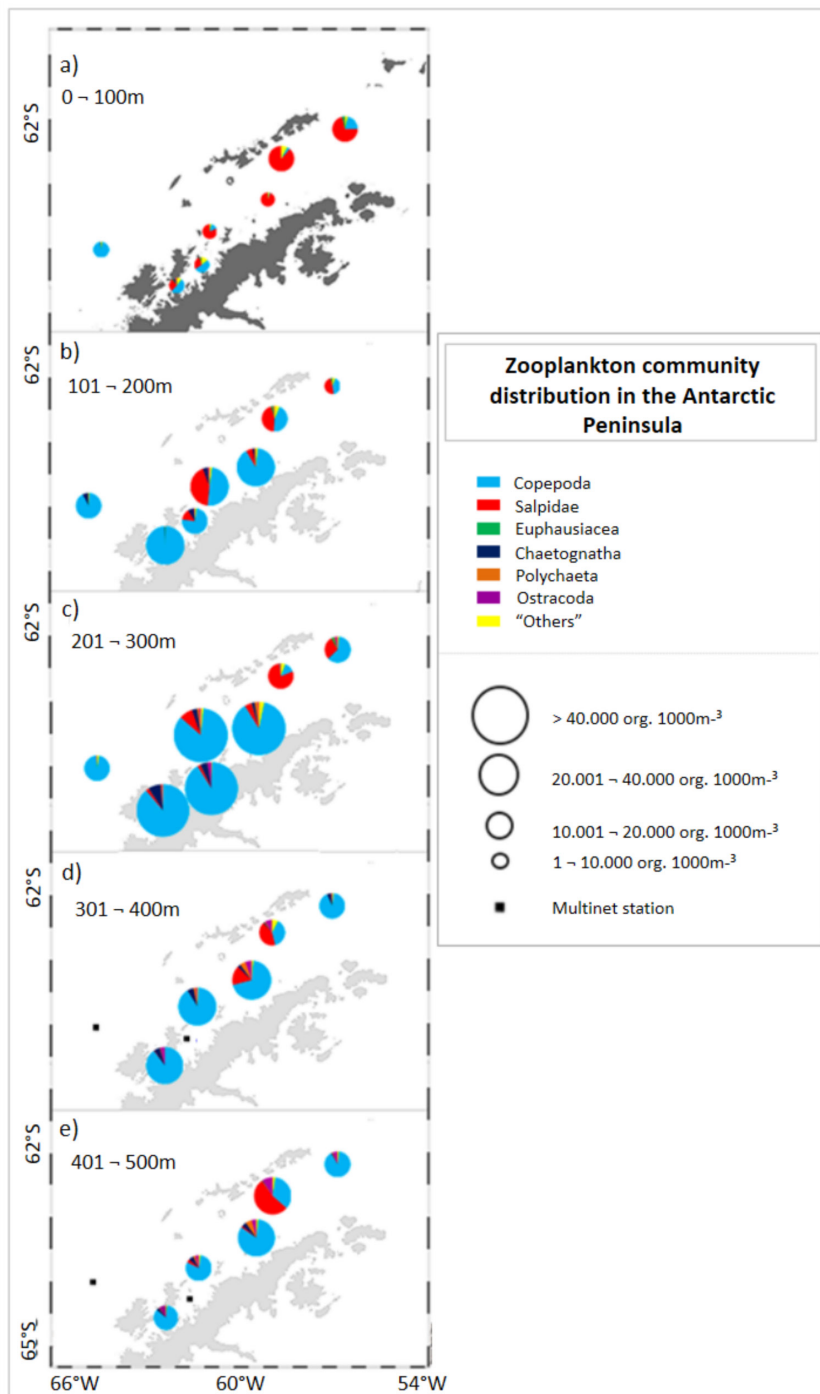 a)
0 ¬ 100m
62°S
b)
101 ¬ 200m
62°S
c)
201 ¬ 300m
62°S
d)
301 ¬ 400m
62°S
e)
401 ¬ 500m
62°S
65°S
66°W
60°W
54°W
Zooplankton community
distribution in the Antarctic
Peninsula
Copepoda
Salpidae
Euphausiacea
Chaetognatha
Polychaeta
Ostracoda
“Others”
> 40.000 org. 1000m-³
20.001 ¬ 40.000 org. 1000m-³
10.001 ¬ 20.000 org. 1000m-³
1 ¬ 10.000 org. 1000m-³
Multinet station